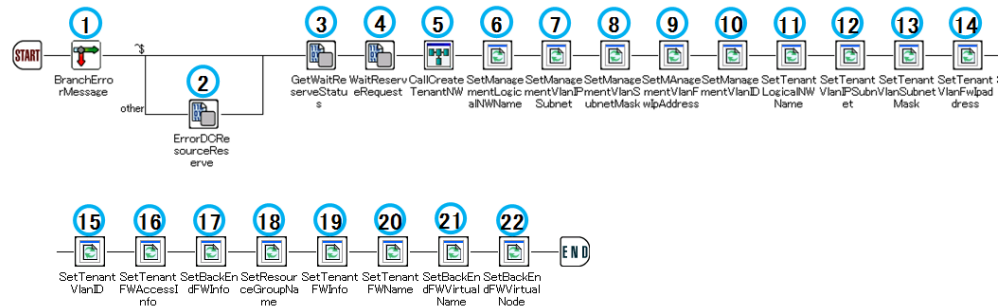 1
3
4
5
6
7
8
9
10
11
12
13
14
START
^$
BranchErro
rMessage
2
other
ErrorDCRe
sourceRes
erve
GetWaitRe
serveStatu
s
WaitReserv
eRequest
CallCreate
TenantNW
SetManage
mentLogic
alNWName
SetManage
mentVlanIP
Subnet
SetManage
mentVlanS
ubnetMask
SetMAnage
mentVlanF
wIpAddress
SetManage
mentVlanID
SetTenant
LogicalNW
Name
SetTenant
VlanIPSubn
et
SetTenant
VlanSubnet
Mask
SetTenant
VlanFwIpad
dress
15
16
17
18
19
20
21
22
END
SetTenant
VlanID
SetTenant
FWAccessI
nfo
SetBackEn
dFWInfo
SetResour
ceGroupNa
me
SetTenant
FWInfo
SetTenant
FWName
SetBackEn
dFWVirtual
Name
SetBackEn
dFWVirtual
Node